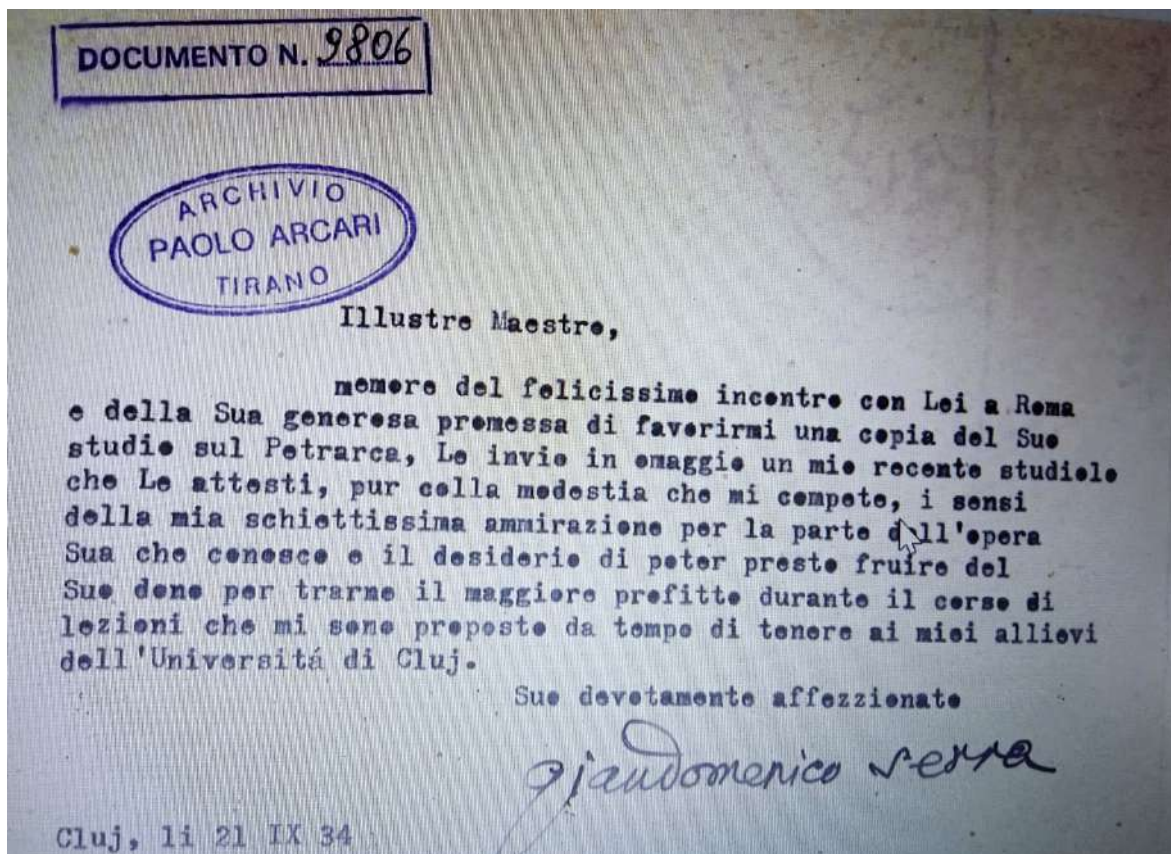 DOCUMENTO N. 9806
ARCHIVIO
PAOLO ARCARI
TIRANO
Illustre Maestro,
memore del felicissimo incontro con Lei a Roma
e della Sua generosa promessa di favorirmi una copia del Suo
studio sul Petrarca, Le invio in omaggio un mio recente studiolo
che Le attesti, pur colla modestia che mi compete, i sensi
della mia schiettissima ammirazione per la parte dell'opera
Sua che conosco e il desiderio di poter presto fruire del
Suo dono per trarne il maggiore profitto durante il corso di
lezioni che mi sono proposto da tempo di tenere ai miei allievi
dell'Universitá di Cluj.
Suo devotamente affezzionato
Giandomenico Serra
Cluj, li 21 IX 34